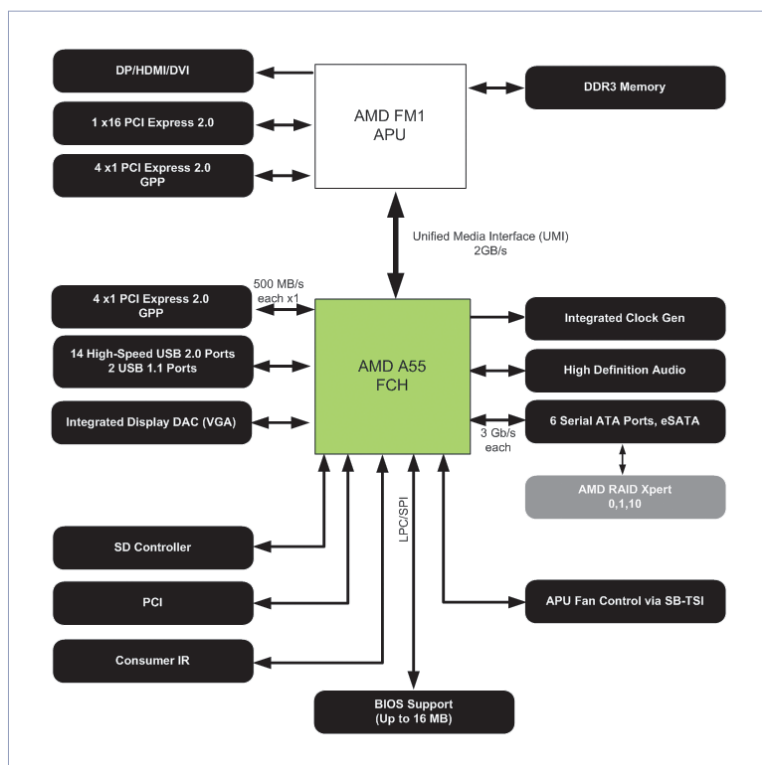 DP/HDMI/DVI
1 x16 PCI Express 2.0
4 x1 PCI Express 2.0
GPP
AMD FM1
APU
DDR3 Memory
Unified Media Interface (UMI)
2GB/s
500 MB/s
each x1
4 x1 PCI Express 2.0
GPP
14 High-Speed USB 2.0 Ports
2 USB 1.1 Ports
Integrated Display DAC (VGA)
AMD A55
FCH
Integrated Clock Gen
High Definition Audio
6 Serial ATA Ports, eSATA
3 Gb/s
each
AMD RAID Xpert
0,1,10
LPC/SPI
SD Controller
PCI
Consumer IR
APU Fan Control via SB-TSI
BIOS Support
(Up to 16 MB)